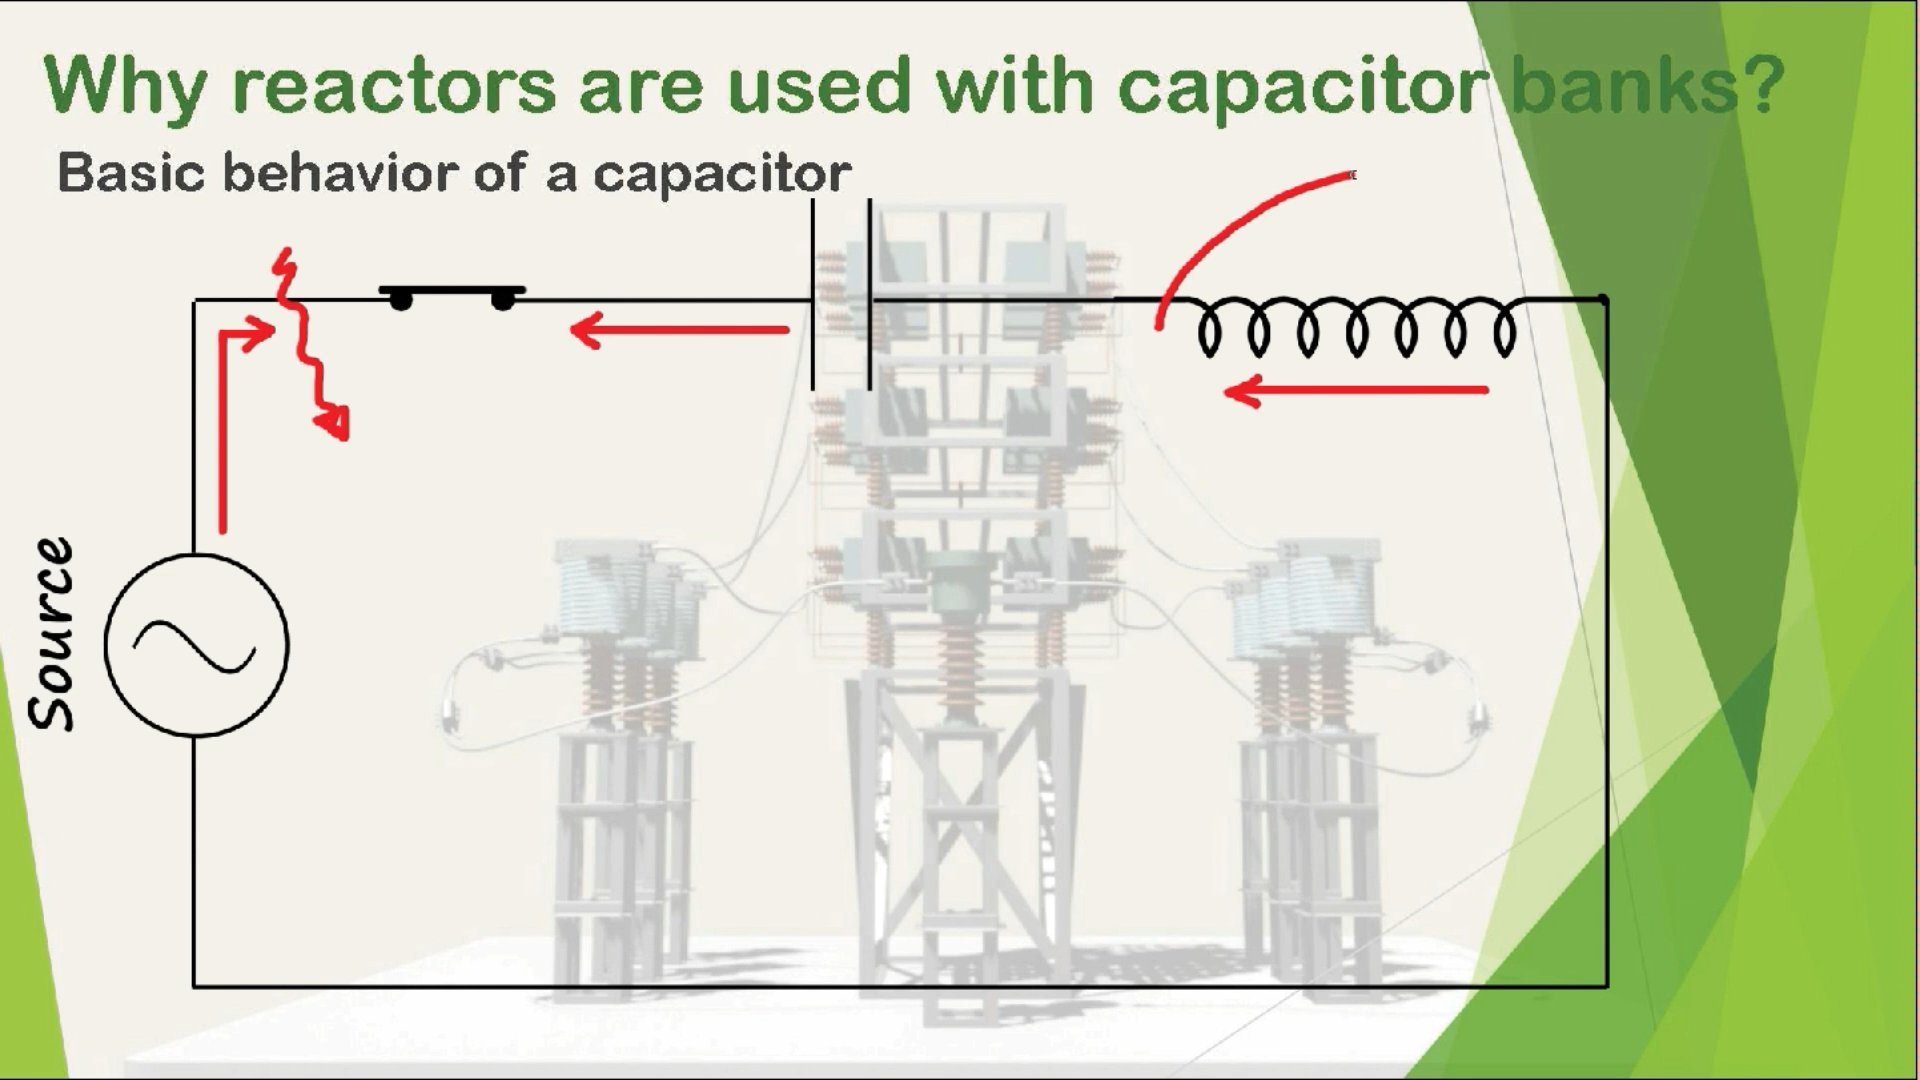 Why reactors are used with capacitor banks?
Basic behavior of a capacitor
Source